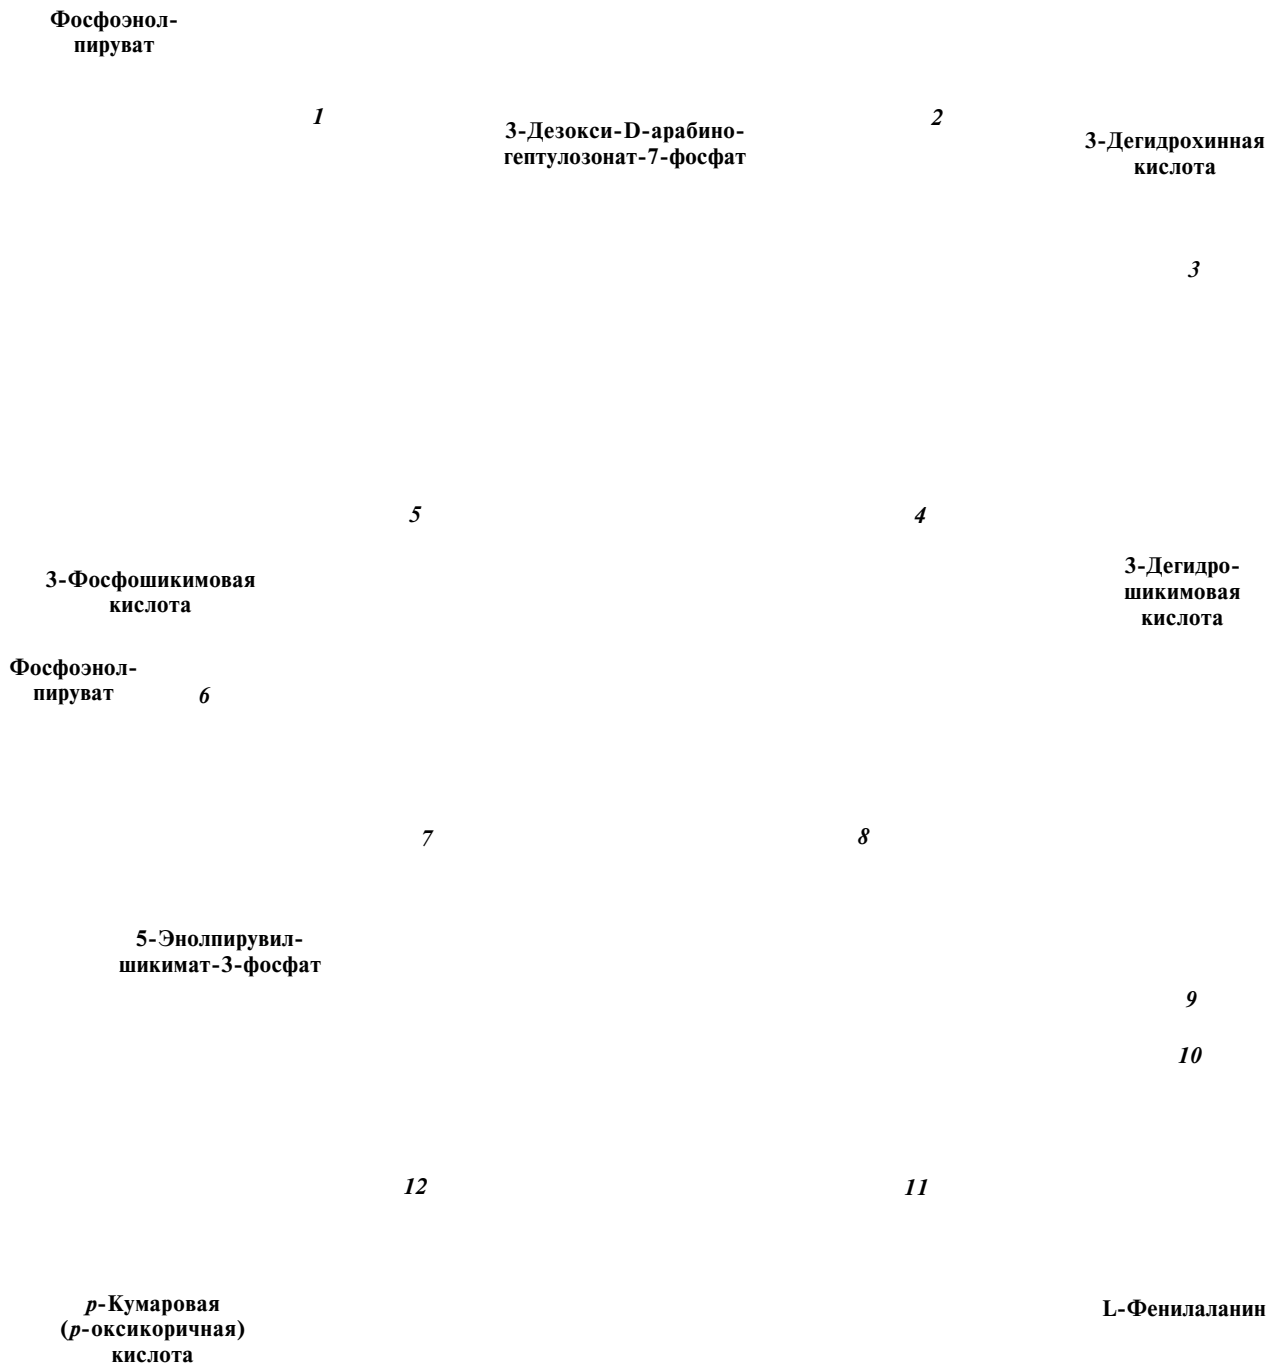 Фосфоэнол-
пируват
1
3-Дезокси-D-арабино-
гептулозонат-7-фосфат
2
3-Дегидрохинная
кислота
3
5
4
3-Фосфошикимовая
кислота
3-Дегидро-
шикимовая
кислота
Фосфоэнол-
пируват
6
7
8
5-Энолпирувил-
шикимат-3-фосфат
9
10
12
11
p-Кумаровая
(p-оксикоричная)
кислота
L-Фенилаланин